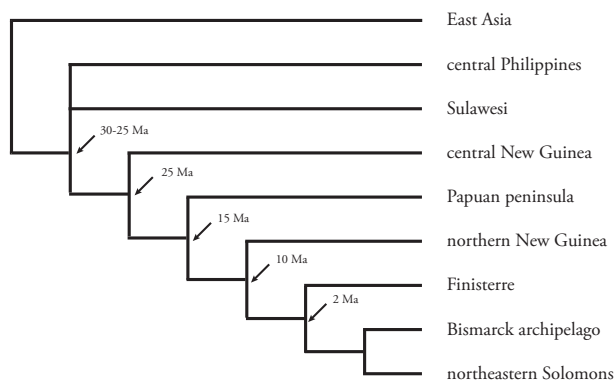 East Asia
central Philippines
Sulawesi
30-25 Ma
central New Guinea
25 Ma
Papuan peninsula
15 Ma
northern New Guinea
10 Ma
Finisterre
2 Ma
Bismarck archipelago
northeastern Solomons